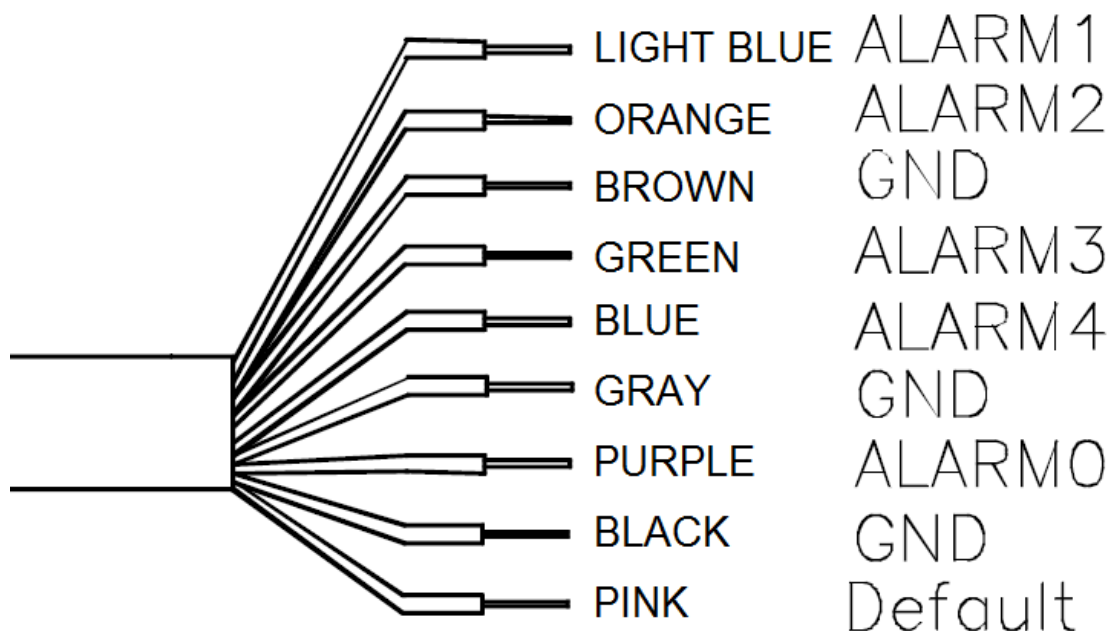 LIGHT BLUE ALARM1
ORANGE ALARM2
BROWN GND
GREEN ALARM3
BLUE ALARM4
GRAY GND
PURPLE ALARM0
BLACK GND
PINK Default